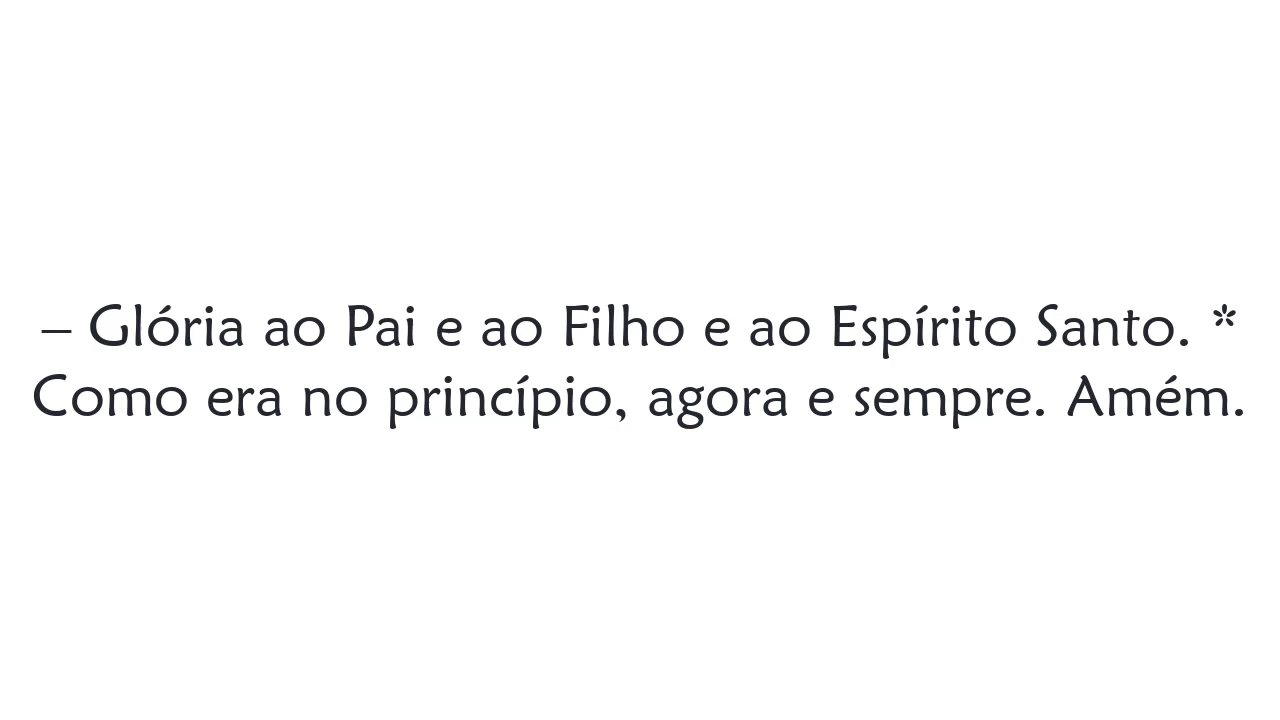 – Glória ao Pai e ao Filho e ao Espírito Santo. *
Como era no princípio, agora e sempre. Amém.